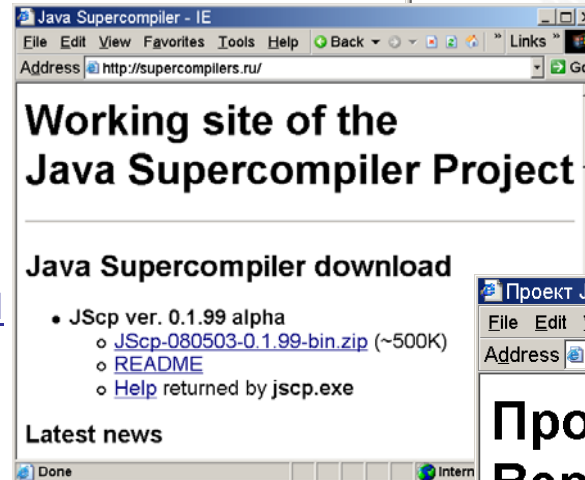 Java Supercompiler - IE
File Edit View Favorites Tools Help Back » Links »
Address http://supercompilers.ru/
Working site of the
Java Supercompiler Project
Java Supercompiler download
• JScp ver. 0.1.99 alpha
o JScp-080503-0.1.99-bin.zip (~500K)
o README
o Help returned by jscp.exe
Latest news
Done
Проект J
File Edit
Address